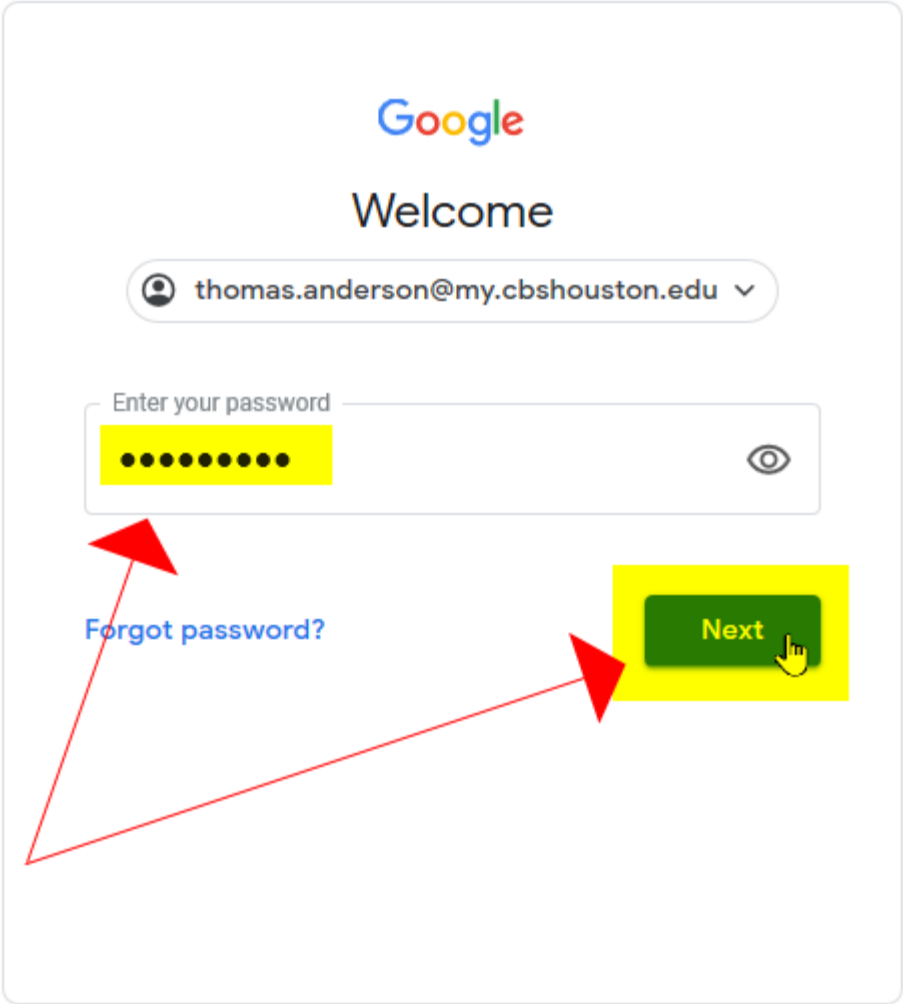 Google
Welcome
thomas.anderson@my.cbshouston.edu
Enter your password
•••••••••
Forgot password?
Next